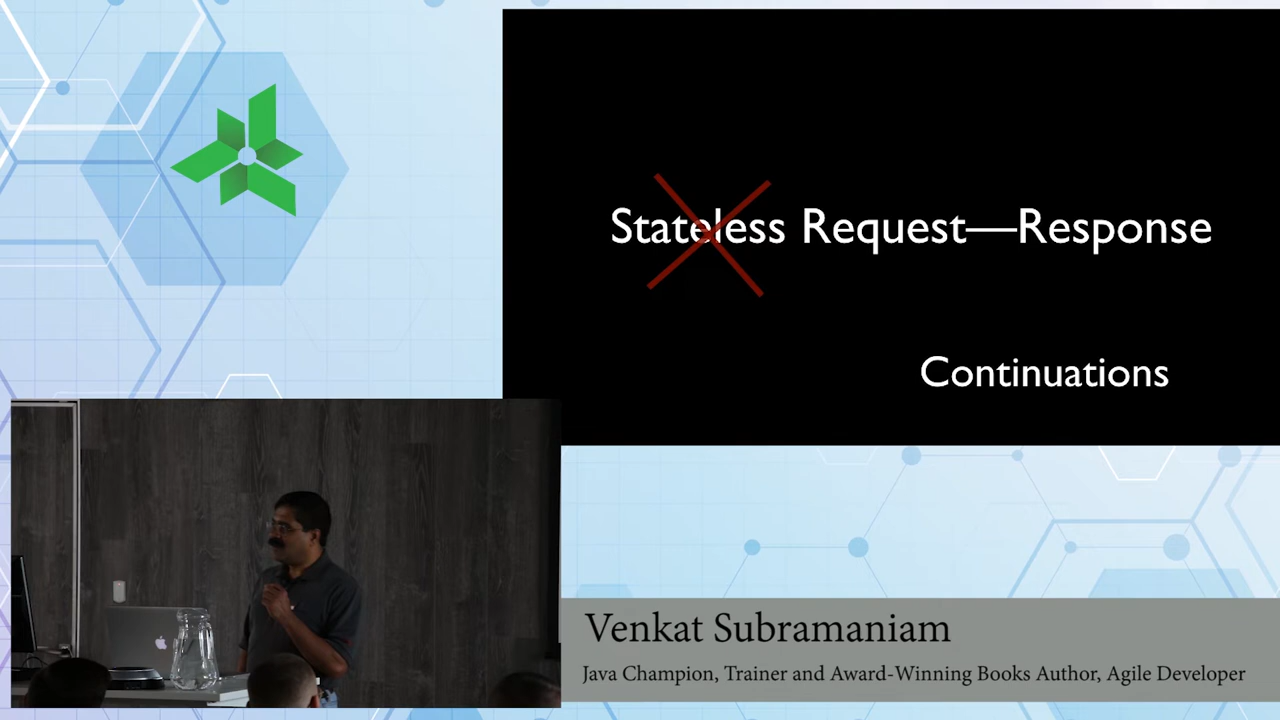 Stateless Request—Response
Continuations
Venkat Subramaniam
Java Champion, Trainer and Award-Winning Books Author, Agile Developer